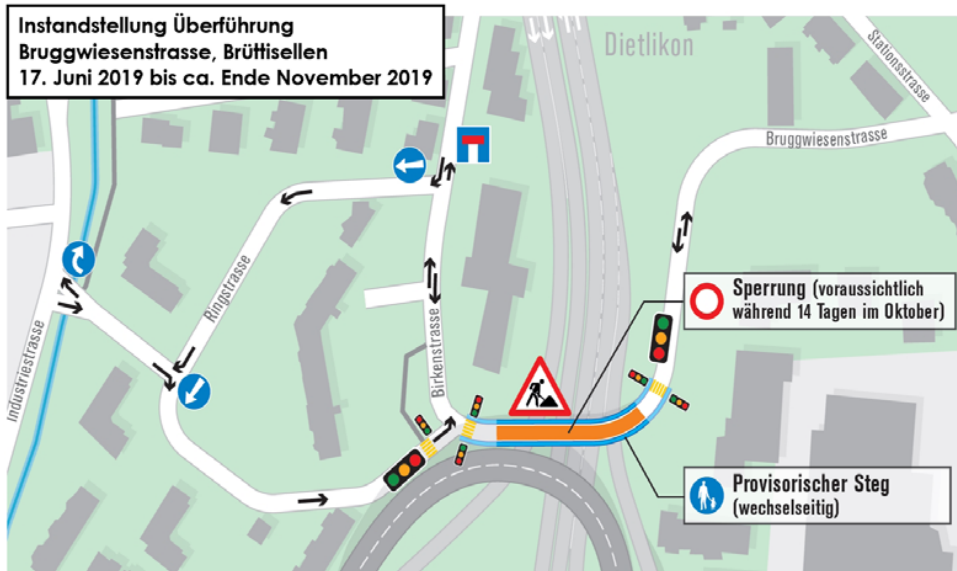 Instandstellung Überführung
Bruggwiesenstrasse, Brüttisellen
17. Juni 2019 bis ca. Ende November 2019
Dietlikon
Stationsstrasse
Bruggwiesenstrasse
Ringstrasse
Industriestrasse
Birkenstrasse
Sperrung (voraussichtlich
während 14 Tagen im Oktober)
Provisorischer Steg
(wechselseitig)